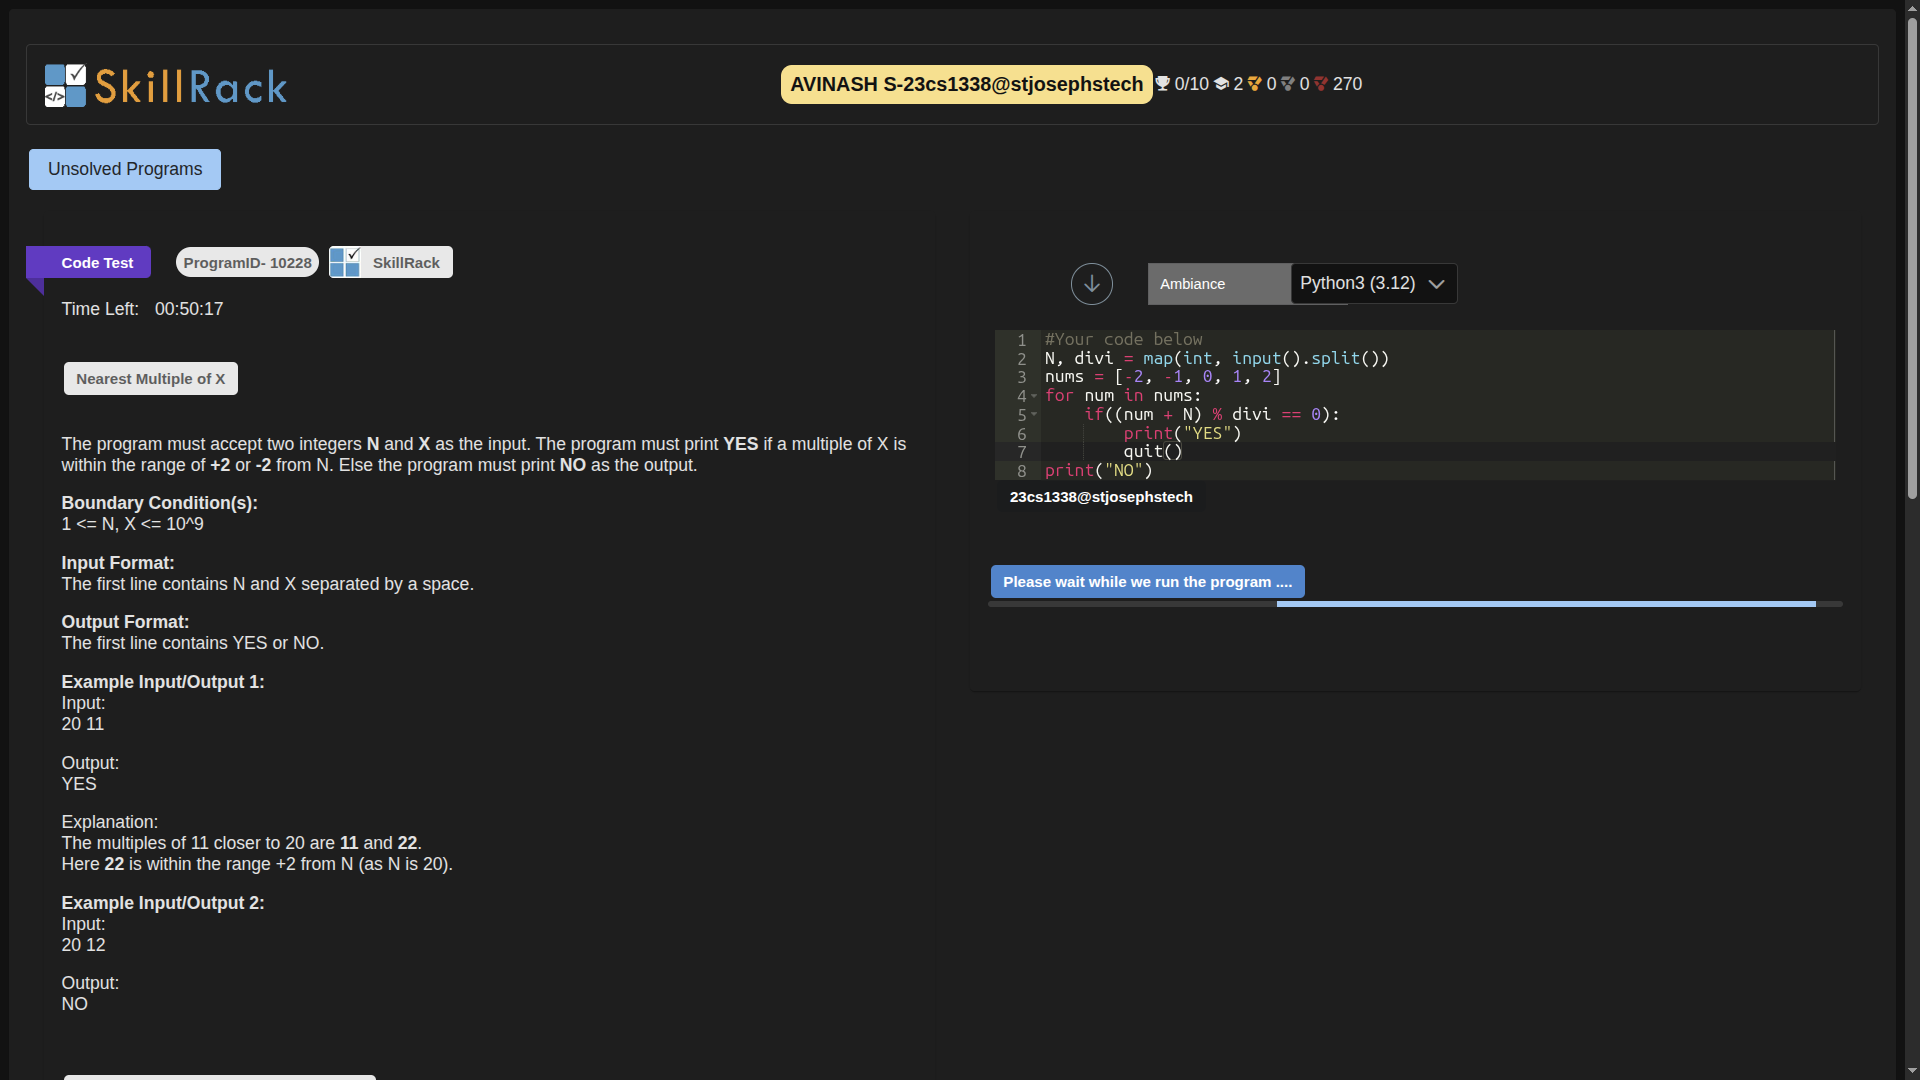 SkillRack
AVINASH S-23cs1338@stjosephstech 0/10 2 0 0 270
Unsolved Programs
Code Test ProgramID- 10228 SkillRack
Time Left: 00:50:17
Nearest Multiple of X
The program must accept two integers N and X as the input. The program must print YES if a multiple of X is
within the range of +2 or -2 from N. Else the program must print NO as the output.
Boundary Condition(s):
1 <= N, X <= 10^9
Input Format:
The first line contains N and X separated by a space.
Output Format:
The first line contains YES or NO.
Example Input/Output 1:
Input:
20 11
Output:
YES
Explanation:
The multiples of 11 closer to 20 are 11 and 22.
Here 22 is within the range +2 from N (as N is 20).
Example Input/Output 2:
Input:
20 12
Output:
NO
Ambiance Python3 (3.12)
1 #Your code below
2 N, divi = map(int, input().split())
3 nums = [-2, -1, 0, 1, 2]
4 for num in nums:
5     if((num + N) % divi == 0):
6         print("YES")
7         quit()
8 print("NO")
23cs1338@stjosephstech
Please wait while we run the program ....